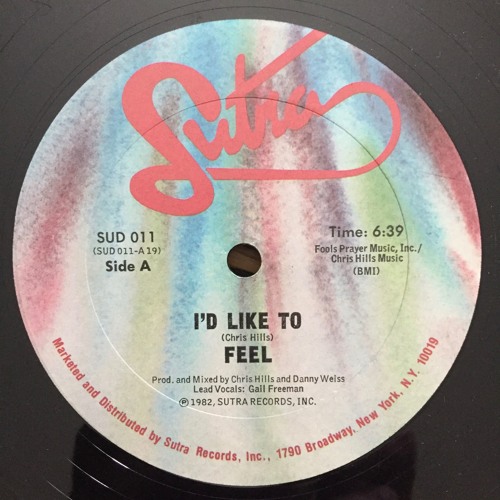 Sutra
SUD 011
(SUD 011-A 19)
Side A
Time: 6:39
Fools Prayer Music, Inc./
Chris Hills Music
(BMI)
I'D LIKE TO
(Chris Hills)
FEEL
Prod. and Mixed by Chris Hills and Danny Weiss
Lead Vocals: Gail Freeman
℗ 1982, SUTRA RECORDS, INC.
Marketed and Distributed by Sutra Records, Inc., 1790 Broadway, New York, N.Y. 10019